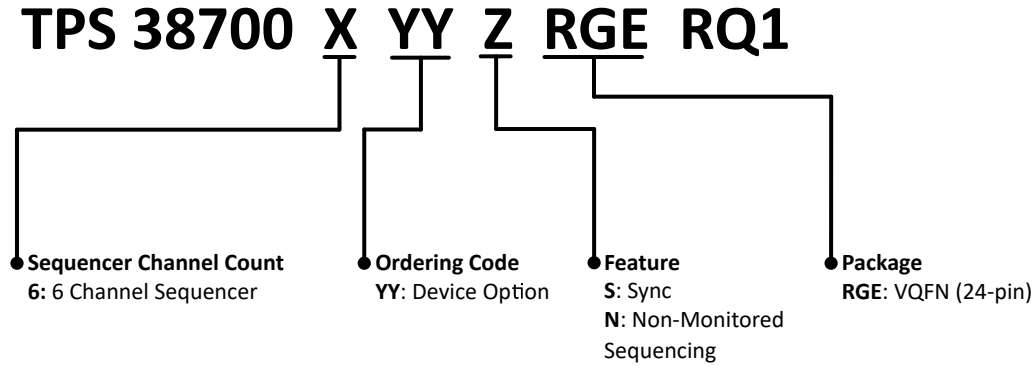 TPS 38700 X YY Z RGE RQ1
Sequencer Channel Count
6: 6 Channel Sequencer
Ordering Code
YY: Device Option
Feature
S: Sync
N: Non-Monitored
Sequencing
Package
RGE: VQFN (24-pin)